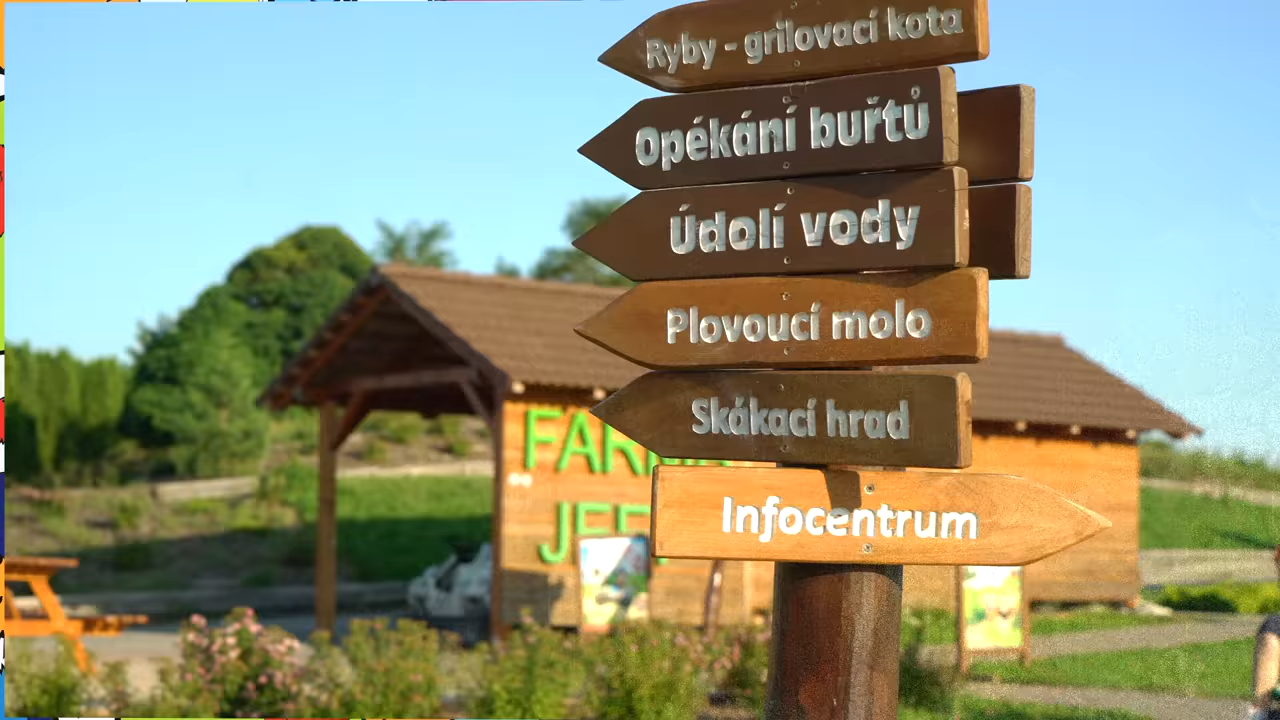 Ryby - grilovací kota
Opékání buřtů
Údolí vody
Plovoucí molo
Skákací hrad
Infocentrum